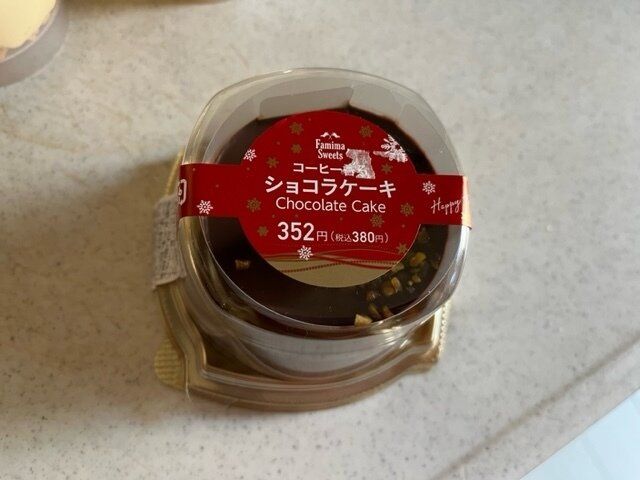 Famima
Sweets
コーヒー
ショコラケーキ
Chocolate Cake
352円(税込380円)
Happy